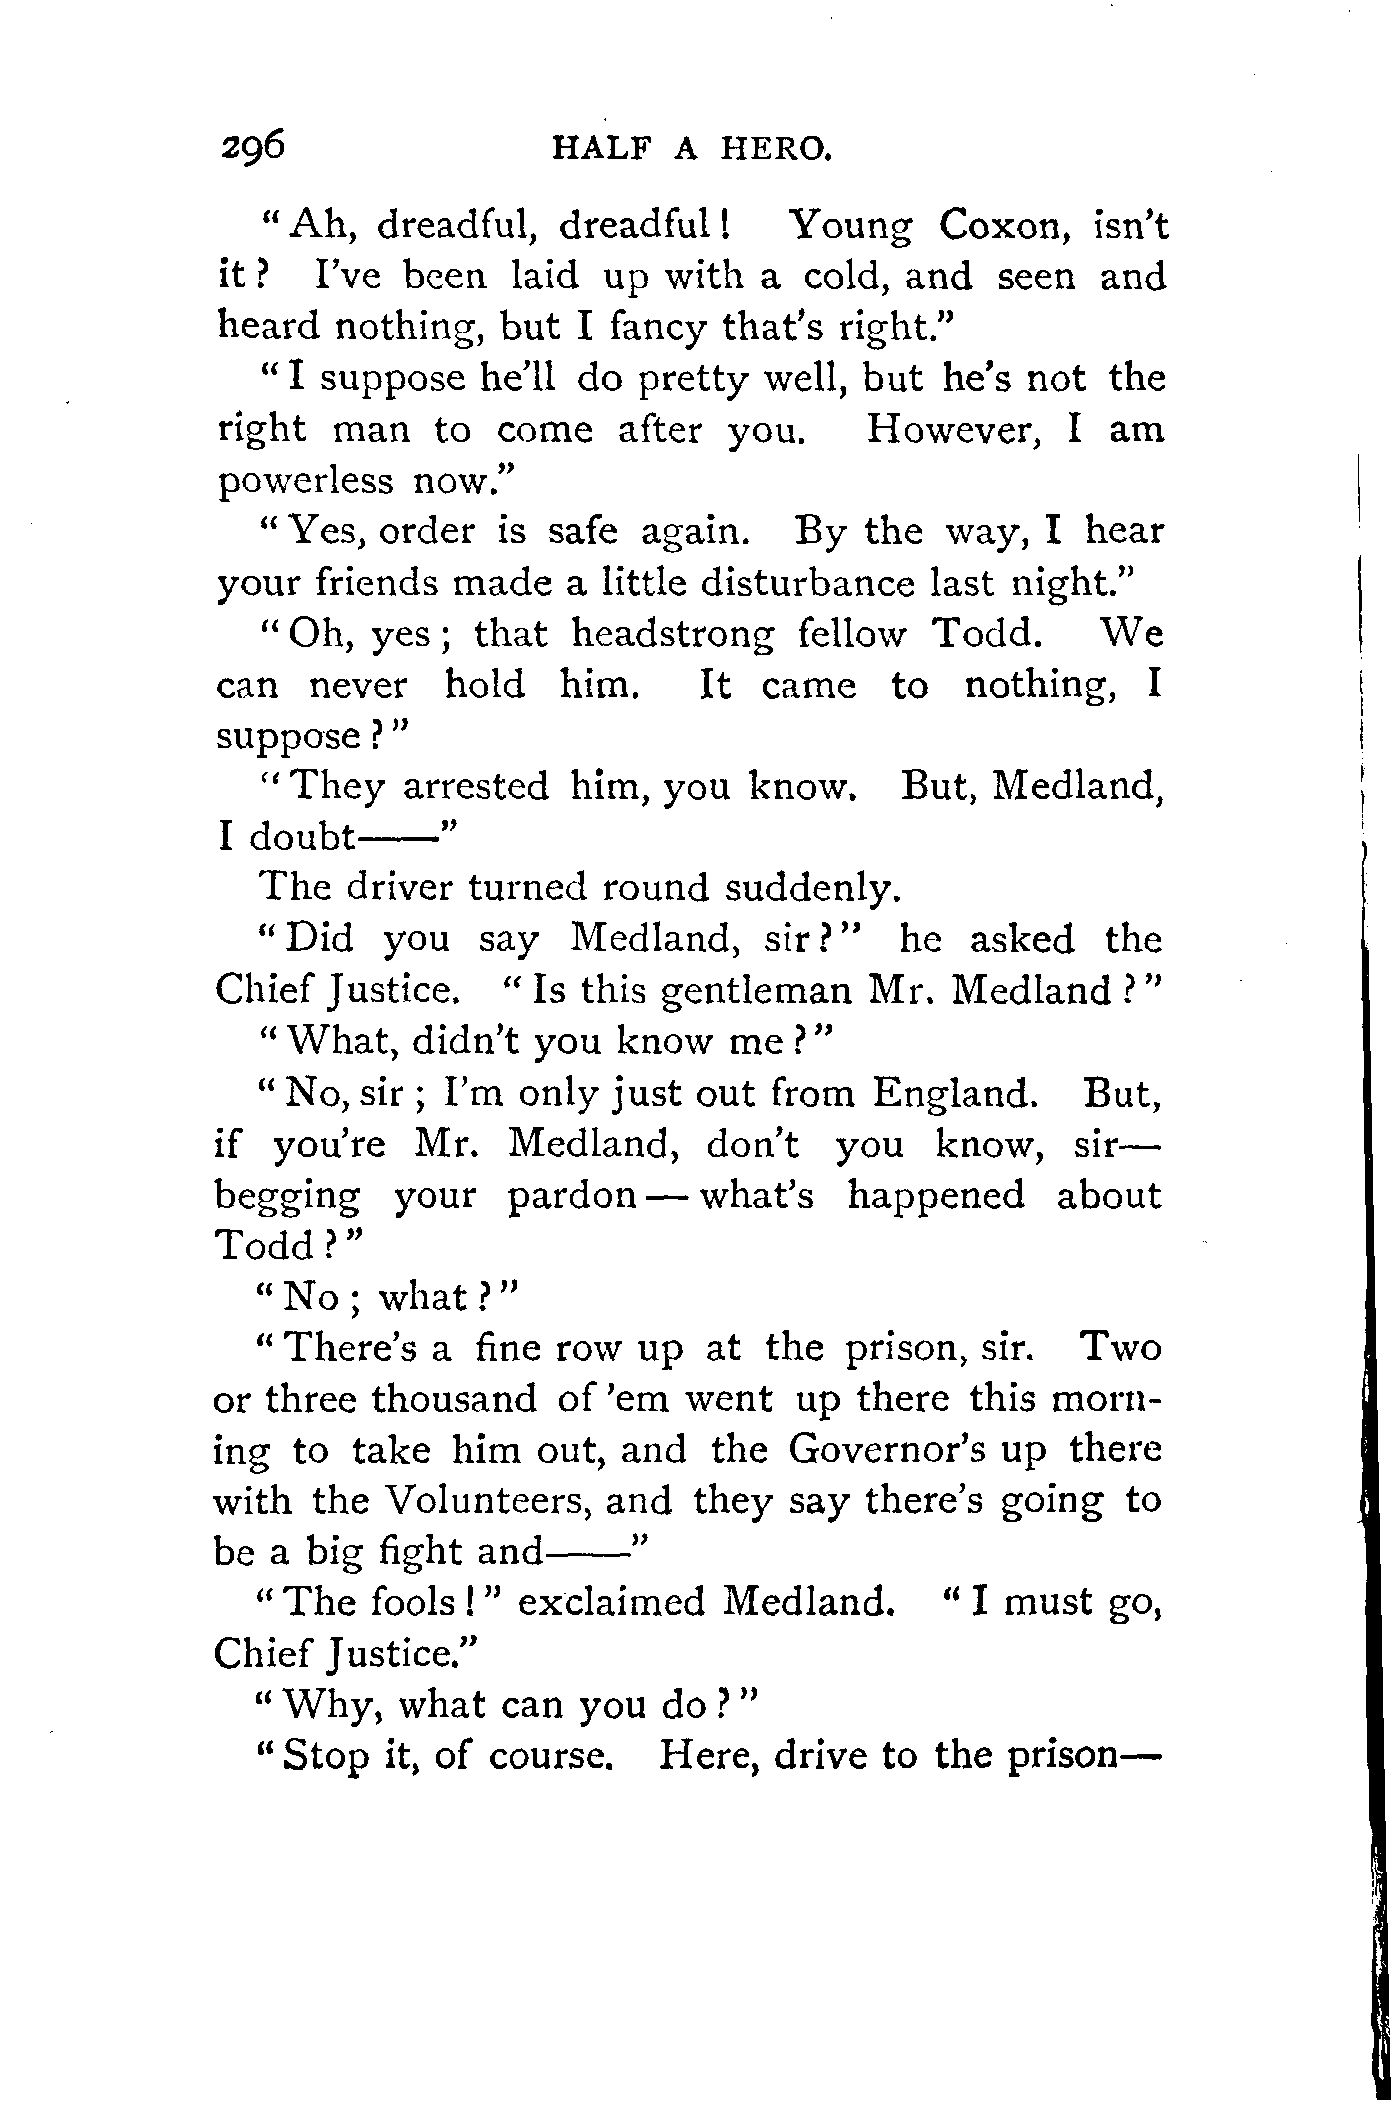 296 HALF A HERO.
"Ah, dreadful, dreadful! Young Coxon, isn't
it? I've been laid up with a cold, and seen and
heard nothing, but I fancy that's right."
"I suppose he'll do pretty well, but he's not the
right man to come after you. However, I am
powerless now."
"Yes, order is safe again. By the way, I hear
your friends made a little disturbance last night."
"Oh, yes; that headstrong fellow Todd. We
can never hold him. It came to nothing, I
suppose?"
"They arrested him, you know. But, Medland,
I doubt——"
The driver turned round suddenly.
"Did you say Medland, sir?" he asked the
Chief Justice. "Is this gentleman Mr. Medland?"
"What, didn't you know me?"
"No, sir; I'm only just out from England. But,
if you're Mr. Medland, don't you know, sir—
begging your pardon — what's happened about
Todd?"
"No; what?"
"There's a fine row up at the prison, sir. Two
or three thousand of 'em went up there this morn-
ing to take him out, and the Governor's up there
with the Volunteers, and they say there's going to
be a big fight and——"
"The fools!" exclaimed Medland. "I must go,
Chief Justice."
"Why, what can you do?"
"Stop it, of course. Here, drive to the prison—